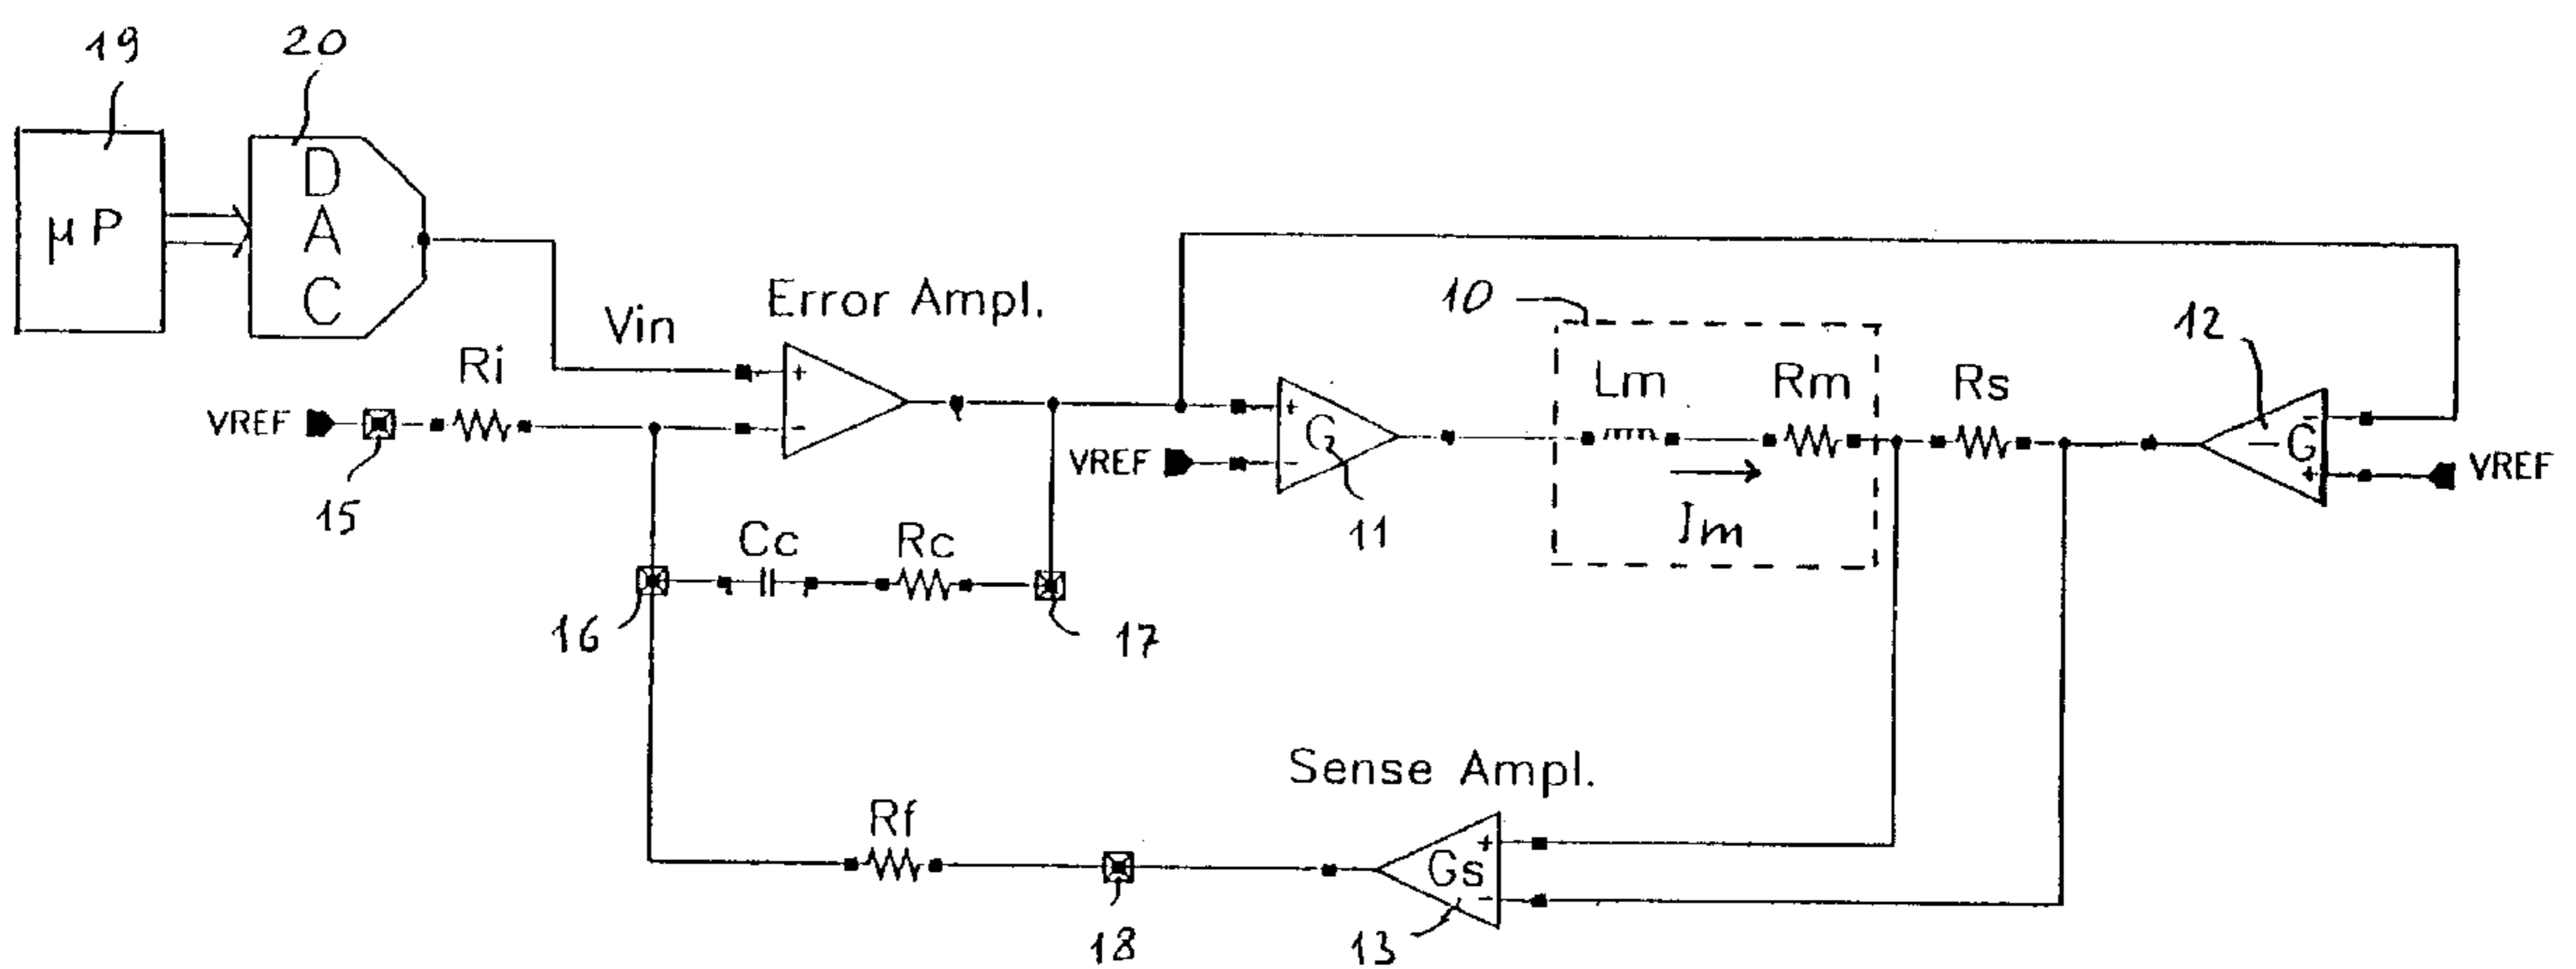 19
20
µP
D
A
C
Vin
Error Ampl.
+
-
Ri
VREF
15
10
Lm
Rm
Rs
12
Jm
+
G
-
VREF
11
-
-G
+
VREF
Cc
Rc
16
17
Rf
Sense Ampl.
+
Gs
-
18
13